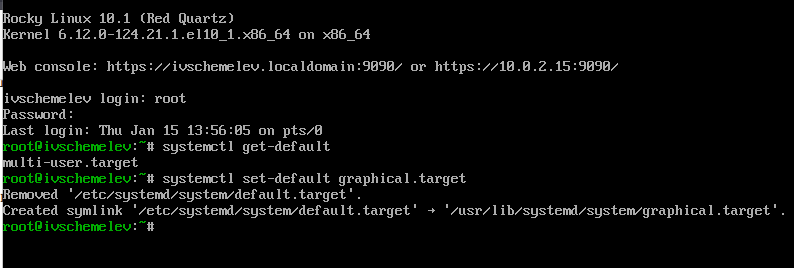 Rocky Linux 10.1 (Red Quartz)
Kernel 6.12.0-124.21.1.el10_1.x86_64 on x86_64
Web console: https://ivschemelev.localdomain:9090/ or https://10.0.2.15:9090/
ivschemelev login: root
Password:
Last login: Thu Jan 15 13:56:05 on pts/0
root@ivschemelev:~# systemctl get-default
multi-user.target
root@ivschemelev:~# systemctl set-default graphical.target
Removed '/etc/systemd/system/default.target'.
Created symlink '/etc/systemd/system/default.target' → '/usr/lib/systemd/system/graphical.target'.
root@ivschemelev:~#